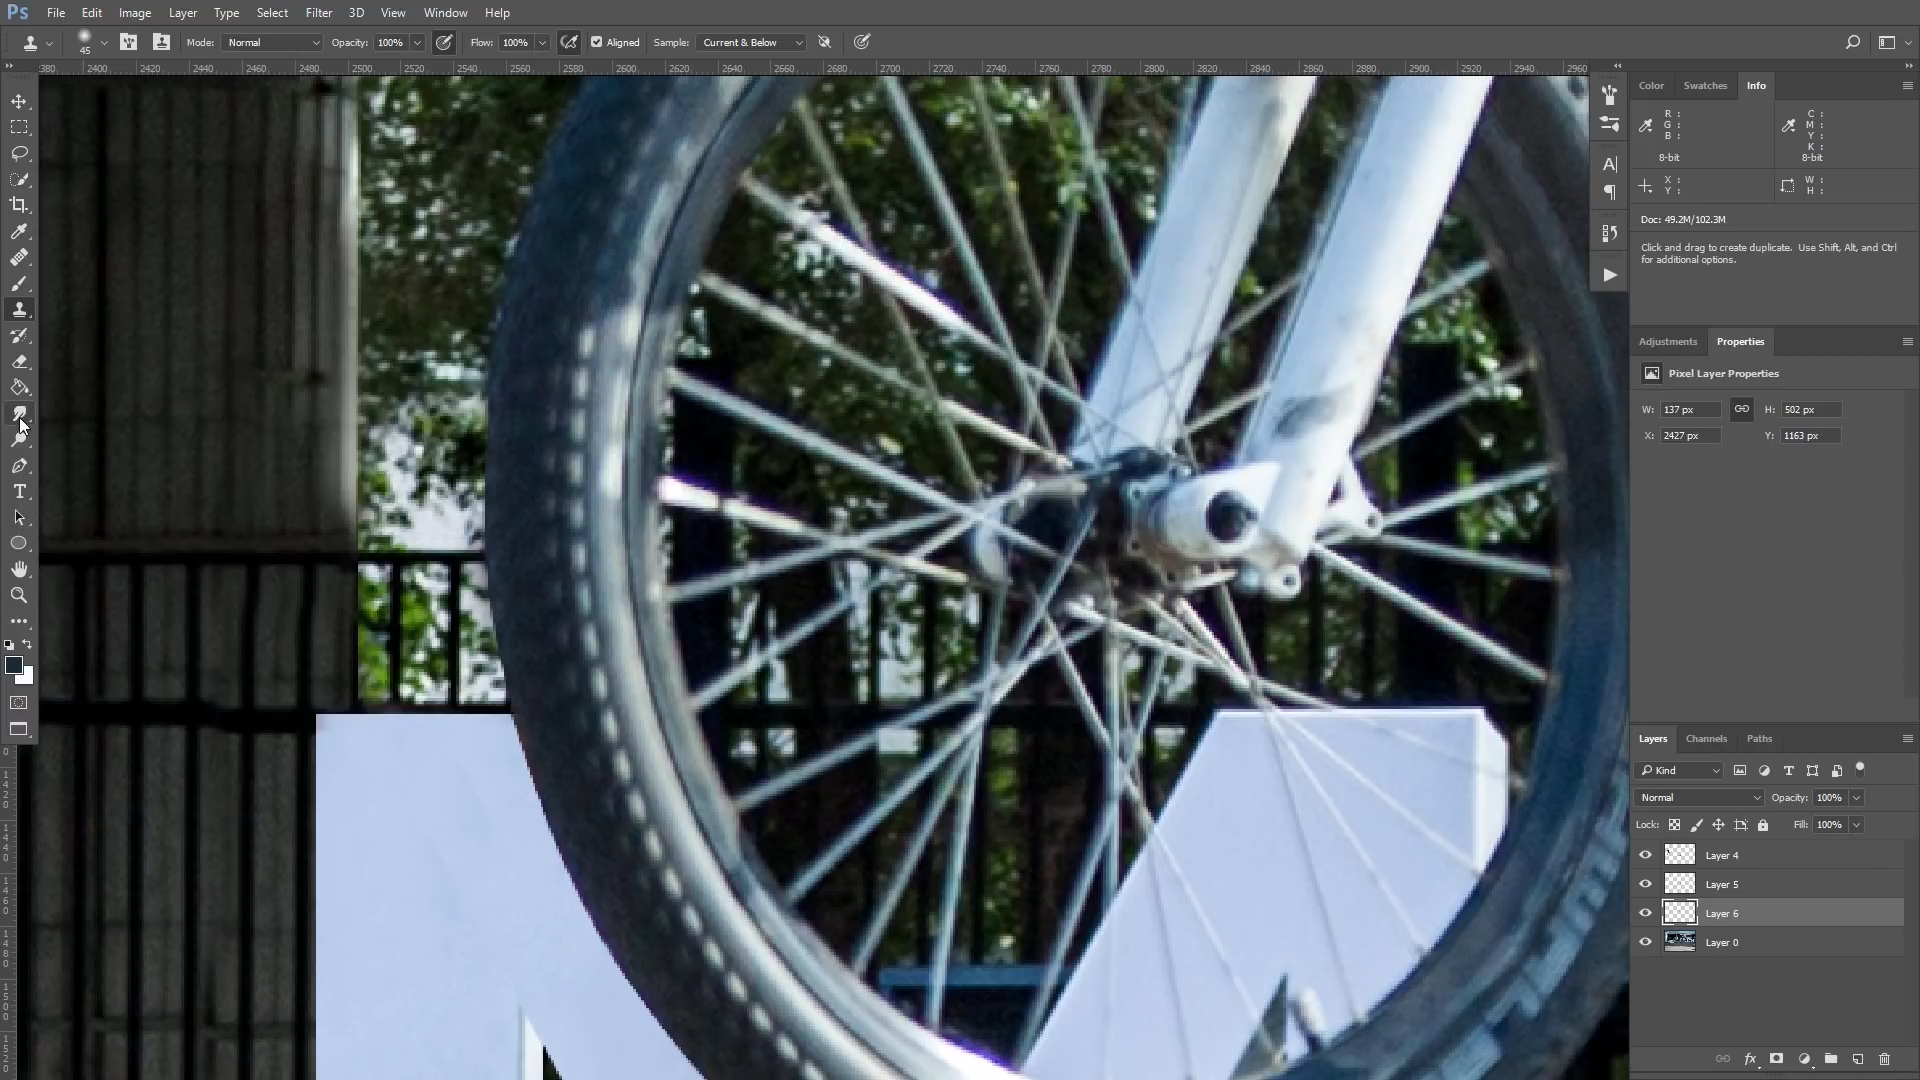 Ps File Edit Image Layer Type Select Filter 3D View Window Help
45 Mode: Normal Opacity: 100% Flow: 100% Aligned Sample: Current & Below
2400 2420 2440 2460 2480 2500 2520 2540 2560 2580 2600 2620 2640 2660 2680 2700 2720 2740 2760 2780 2800 2820 2840 2860 2880 2900 2920 2940 2960
Color Swatches Info
R : C :
G : M :
B : Y :
K :
8-bit 8-bit
X : W :
Y : H :
Doc: 49.2M/102.3M
Click and drag to create duplicate. Use Shift, Alt, and Ctrl
for additional options.
Adjustments Properties
Pixel Layer Properties
W: 137 px H: 502 px
X: 2427 px Y: 1163 px
Layers Channels Paths
Kind
Normal Opacity: 100%
Lock: Fill: 100%
Layer 4
Layer 5
Layer 6
Layer 0
fx